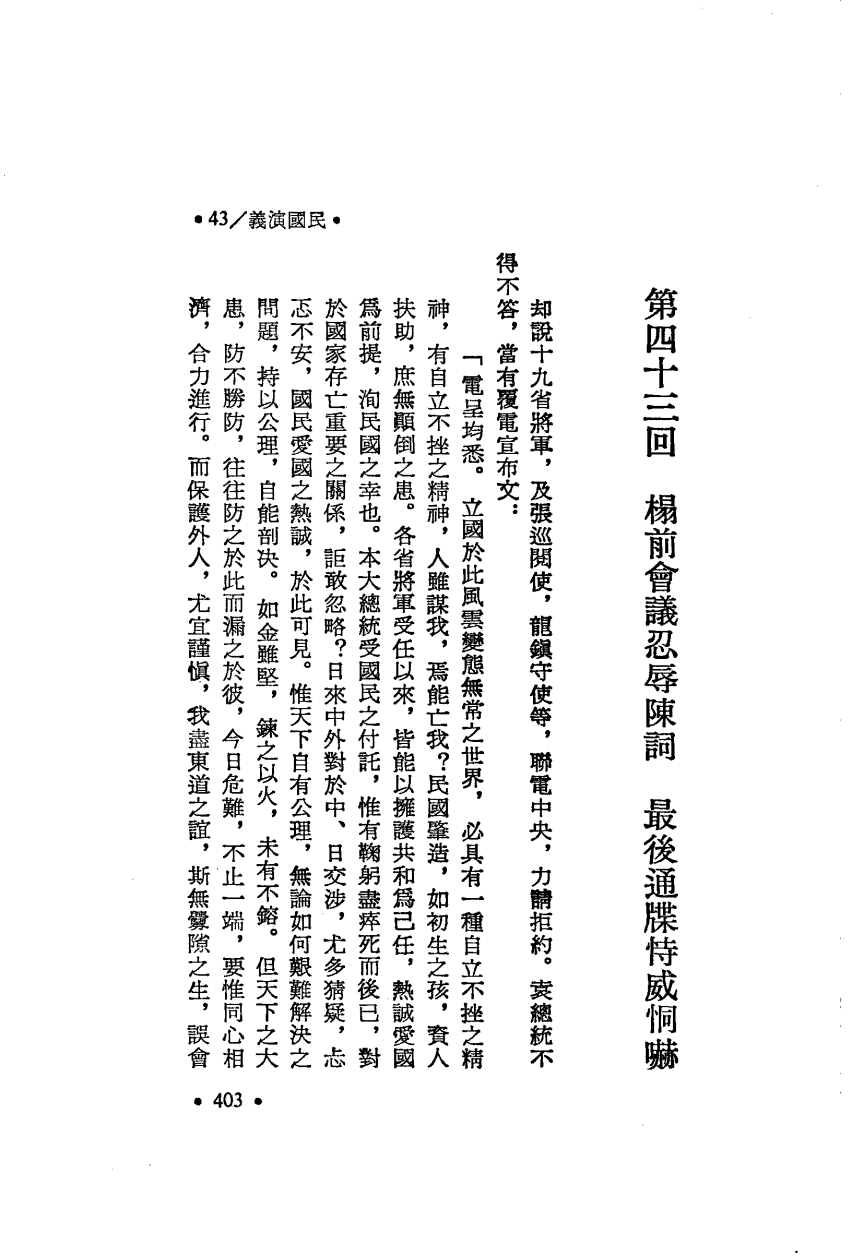 •43/義演國民•
第四十三回　榻前會議忍辱陳詞　最後通牒恃威恫嚇
却說十九省將軍，及張巡閱使，龍鎭守使等，聯電中央，力請拒約。袁總統不
得不答，當有覆電宣布文：
「電呈均悉。立國於此風雲變態無常之世界，必具有一種自立不挫之精
神，有自立不挫之精神，人雖謀我，焉能亡我？民國肇造，如初生之孩，賚人
扶助，庶無顚倒之患。各省將軍受任以來，皆能以擁護共和爲己任，熱誠愛國
爲前提，洵民國之幸也。本大總統受國民之付託，惟有鞠躬盡瘁死而後已，對
於國家存亡重要之關係，詎敢忽略？日來中外對於中、日交涉，尤多猜疑，忐
忑不安，國民愛國之熱誠，於此可見。惟天下自有公理，無論如何艱難解決之
問題，持以公理，自能剖決。如金雖堅，鍊之以火，未有不鎔。但天下之大
患，防不勝防，往往防之於此而漏之於彼，今日危難，不止一端，要惟同心相
濟，合力進行。而保護外人，尤宜謹愼，我盡東道之誼，斯無釁隙之生，誤會
• 403 •